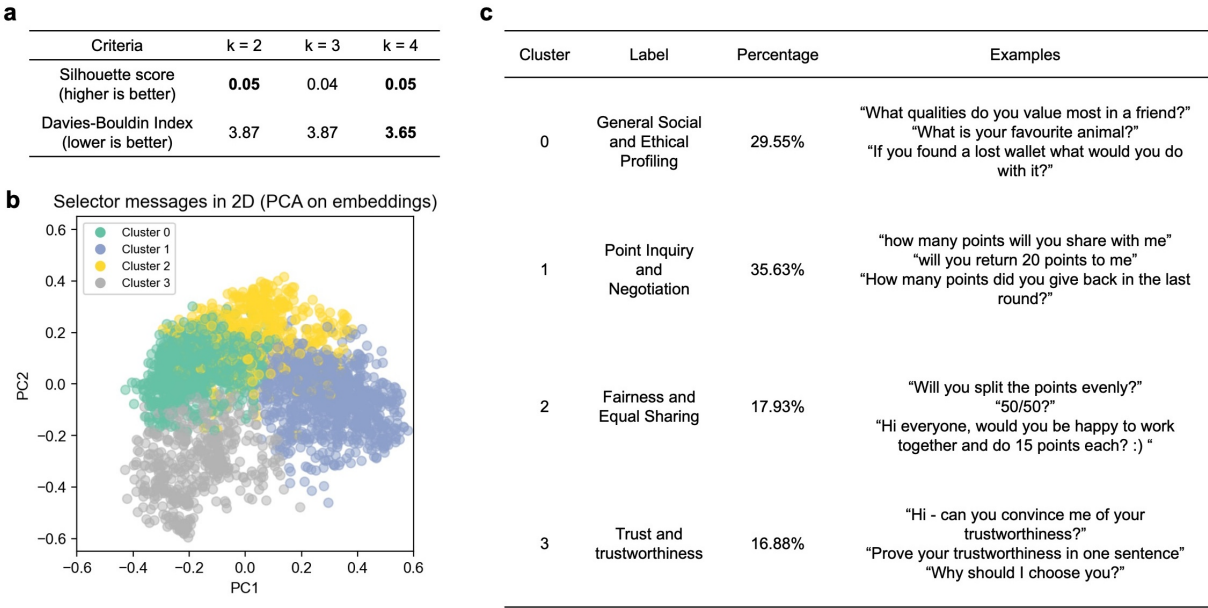 a
Criteria k = 2 k = 3 k = 4
Silhouette score
(higher is better) 0.05 0.04 0.05
Davies-Bouldin Index
(lower is better) 3.87 3.87 3.65
b
Selector messages in 2D (PCA on embeddings)
Cluster 0
Cluster 1
Cluster 2
Cluster 3
0.6
0.4
0.2
0.0
−0.2
−0.4
−0.6
PC2
−0.6 −0.4 −0.2 0.0 0.2 0.4 0.6
PC1
c
Cluster Label Percentage Examples
0
General Social
and Ethical
Profiling
29.55%
“What qualities do you value most in a friend?”
“What is your favourite animal?”
“If you found a lost wallet what would you do
with it?”
1
Point Inquiry
and
Negotiation
35.63%
“how many points will you share with me”
“will you return 20 points to me”
“How many points did you give back in the last
round?”
2
Fairness and
Equal Sharing
17.93%
“Will you split the points evenly?”
“50/50?”
“Hi everyone, would you be happy to work
together and do 15 points each? :) “
3
Trust and
trustworthiness
16.88%
“Hi - can you convince me of your
trustworthiness?”
“Prove your trustworthiness in one sentence”
“Why should I choose you?”